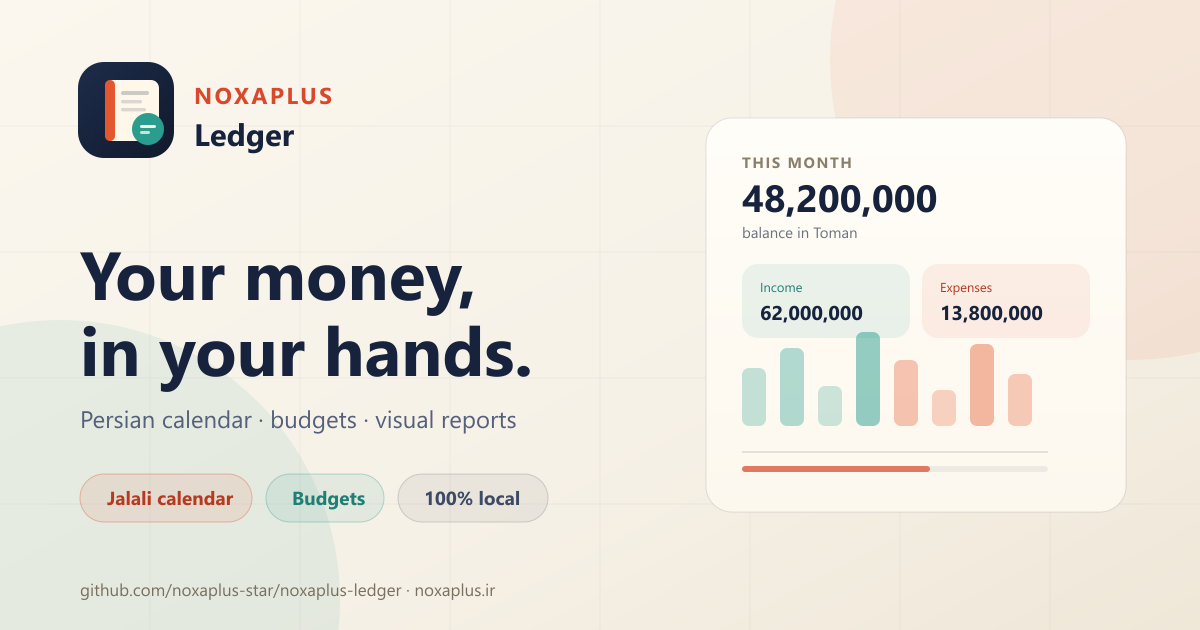 NOXAPLUS
Ledger
Your money,
in your hands.
Persian calendar · budgets · visual reports
Jalali calendar
Budgets
100% local
github.com/noxaplus-star/noxaplus-ledger · noxaplus.ir
THIS MONTH
48,200,000
balance in Toman
Income
62,000,000
Expenses
13,800,000